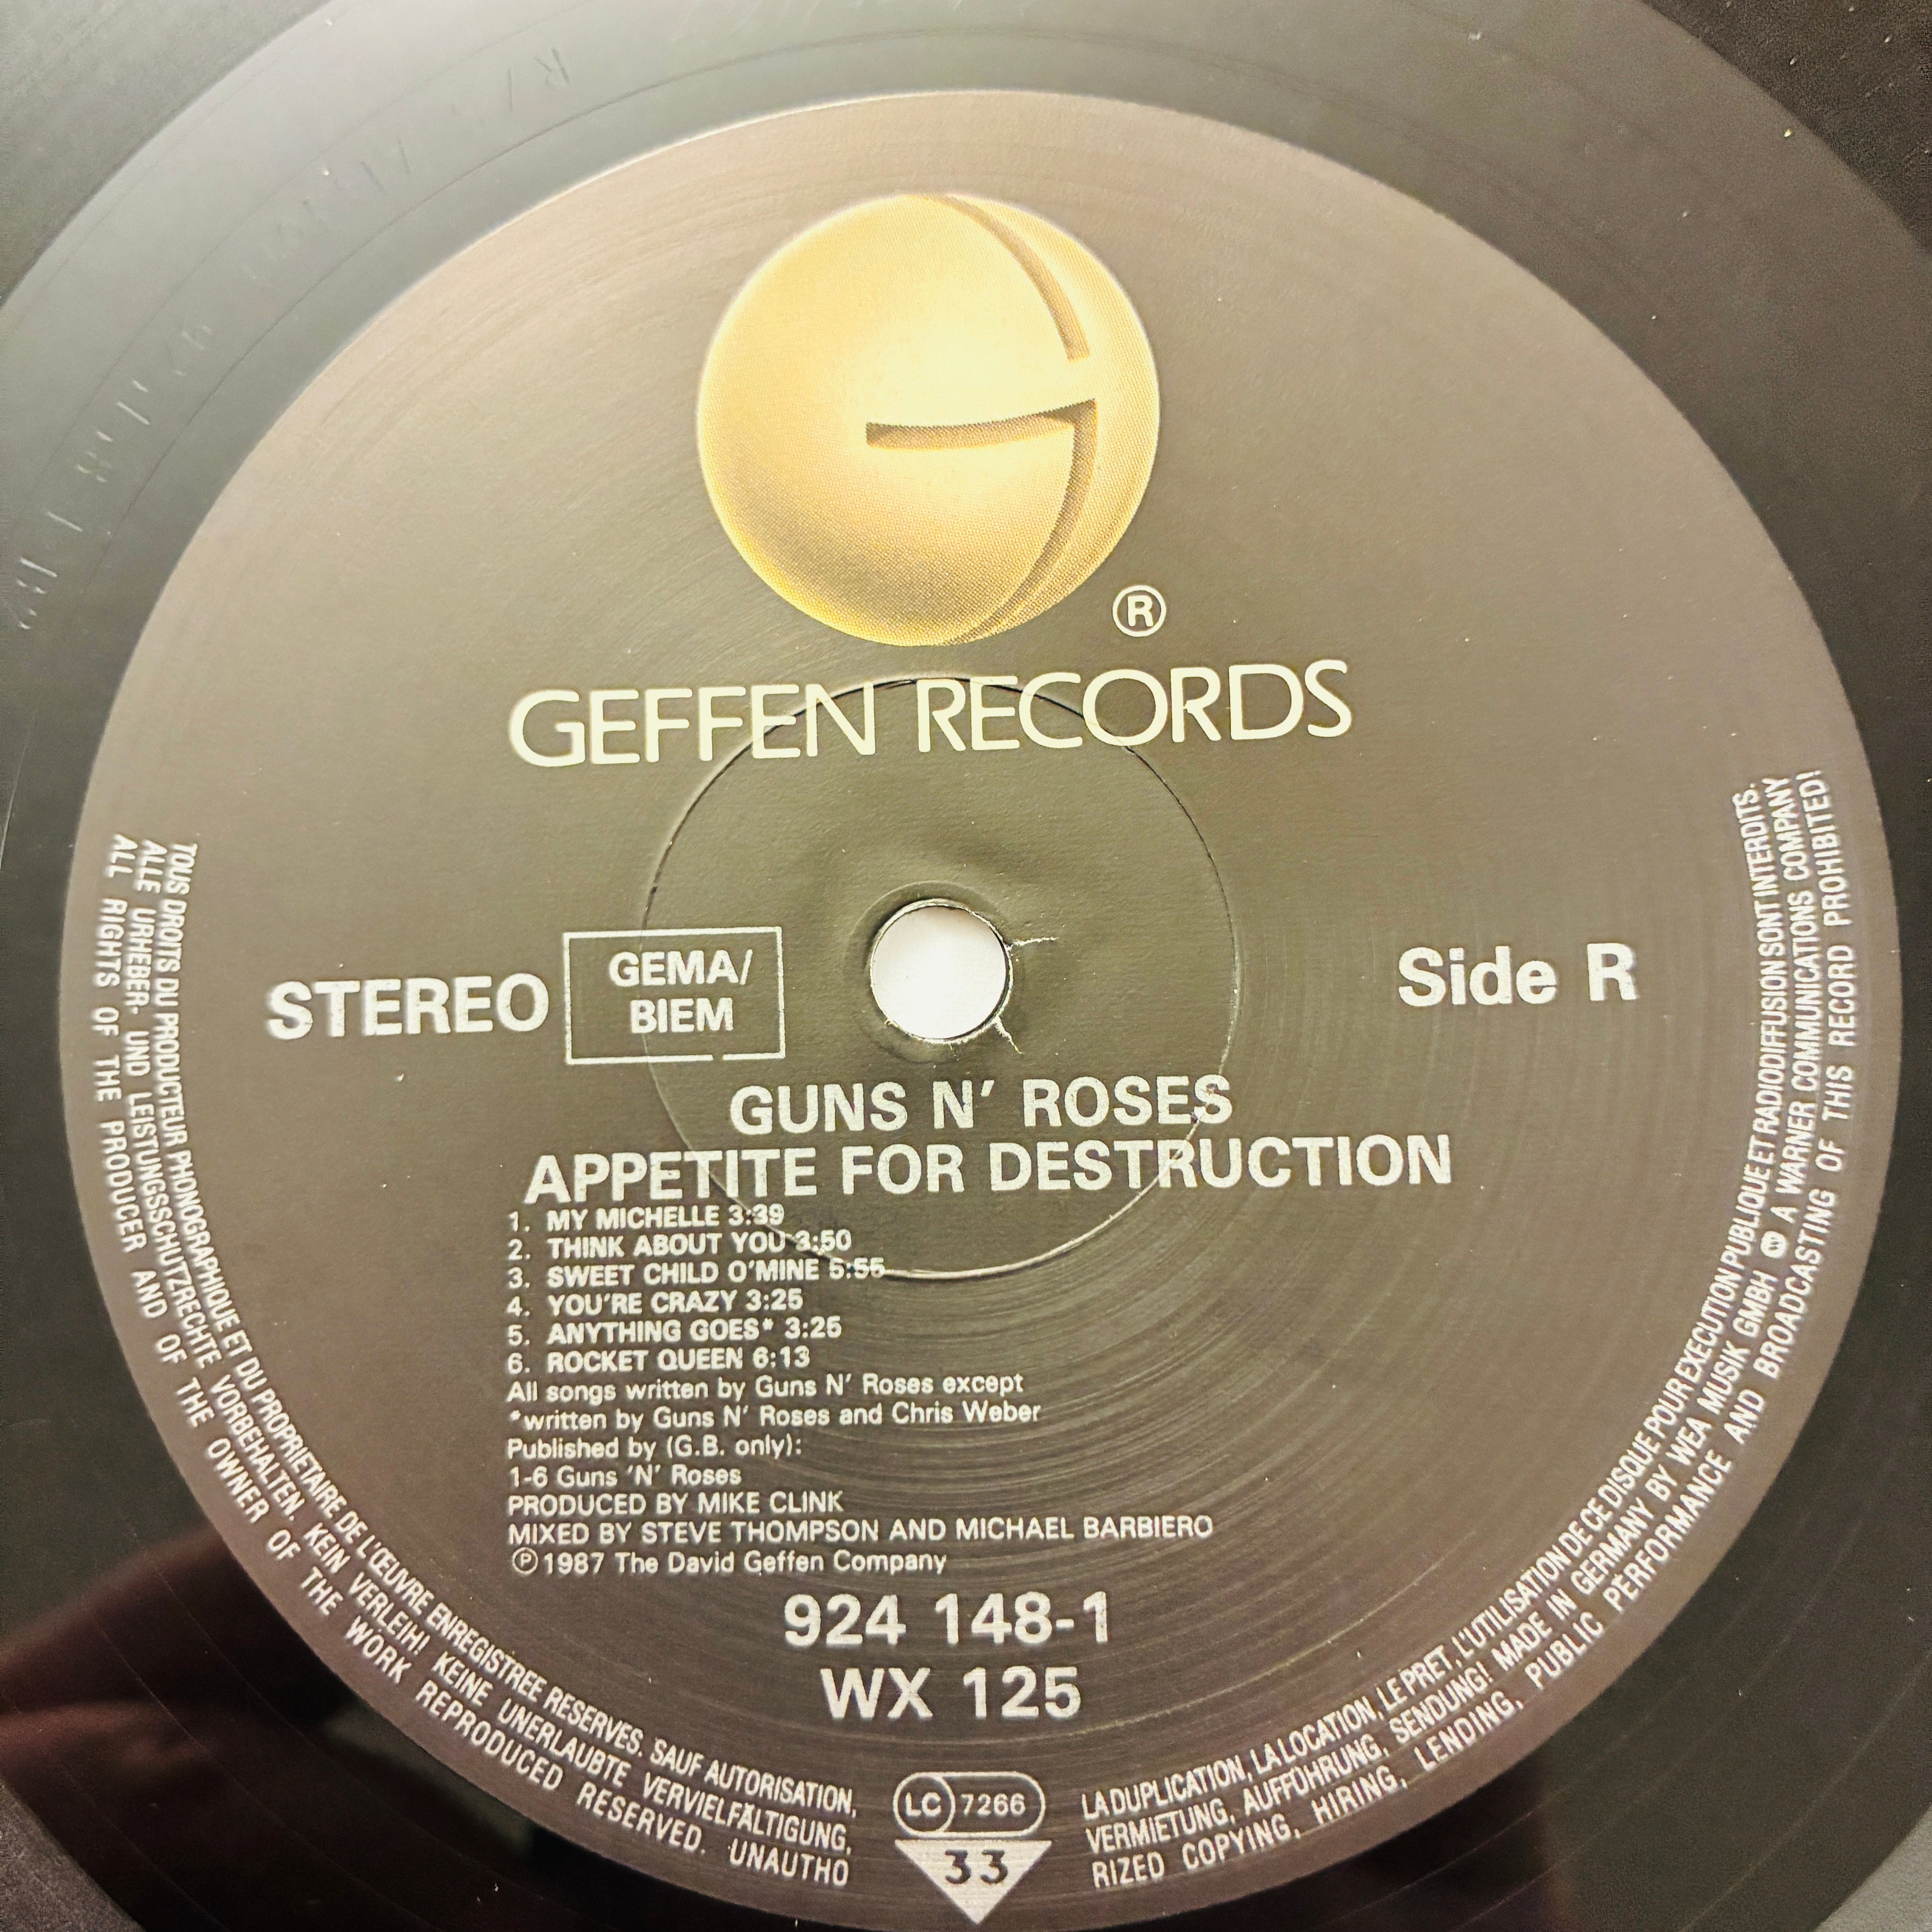 ®
GEFFEN RECORDS
STEREO
GEMA/
BIEM
Side R
GUNS N' ROSES
APPETITE FOR DESTRUCTION
1. MY MICHELLE 3:39
2. THINK ABOUT YOU 3:50
3. SWEET CHILD O'MINE 5:55
4. YOU'RE CRAZY 3:25
5. ANYTHING GOES* 3:25
6. ROCKET QUEEN 6:13
All songs written by Guns N' Roses except
*written by Guns N' Roses and Chris Weber
Published by (G.B. only):
1-6 Guns 'N' Roses
PRODUCED BY MIKE CLINK
MIXED BY STEVE THOMPSON AND MICHAEL BARBIERO
℗ 1987 The David Geffen Company
924 148-1
WX 125
LC 7266
33
TOUS DROITS DU PRODUCTEUR PHONOGRAPHIQUE ET DU PROPRIETAIRE DE L'ŒUVRE ENREGISTREE RESERVES. SAUF AUTORISATION, LA DUPLICATION, LA LOCATION, LE PRET, L'UTILISATION DE CE DISQUE POUR EXECUTION PUBLIQUE ET RADIODIFFUSION SONT INTERDITS.
ALLE URHEBER- UND LEISTUNGSSCHUTZRECHTE VORBEHALTEN. KEIN VERLEIH! KEINE UNERLAUBTE VERVIELFÄLTIGUNG, VERMIETUNG, AUFFÜHRUNG, SENDUNG! MADE IN GERMANY BY WEA MUSIK GMBH A WARNER COMMUNICATIONS COMPANY
ALL RIGHTS OF THE PRODUCER AND OF THE OWNER OF THE WORK REPRODUCED RESERVED. UNAUTHORIZED COPYING, HIRING, LENDING, PUBLIC PERFORMANCE AND BROADCASTING OF THIS RECORD PROHIBITED!